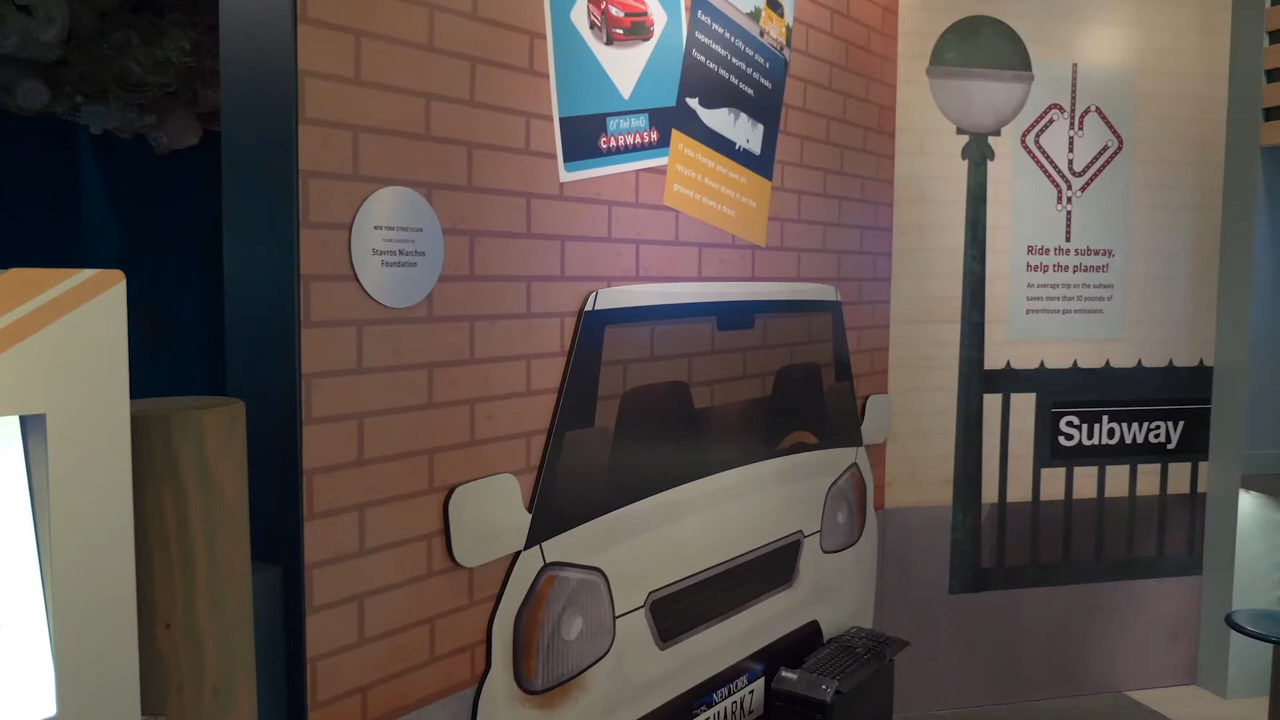 Ol' Red Rick's
CARWASH
Each year in a city our size, a
supertanker's worth of oil leaks
from cars into the ocean.
If you change your own oil,
recycle it. Never dump it on the
ground or down a drain.
NEW YORK STREETSCAPE
made possible by
Stavros Niarchos
Foundation
Ride the subway,
help the planet!
An average trip on the subway
saves more than 10 pounds of
greenhouse gas emissions.
Subway
NEW YORK